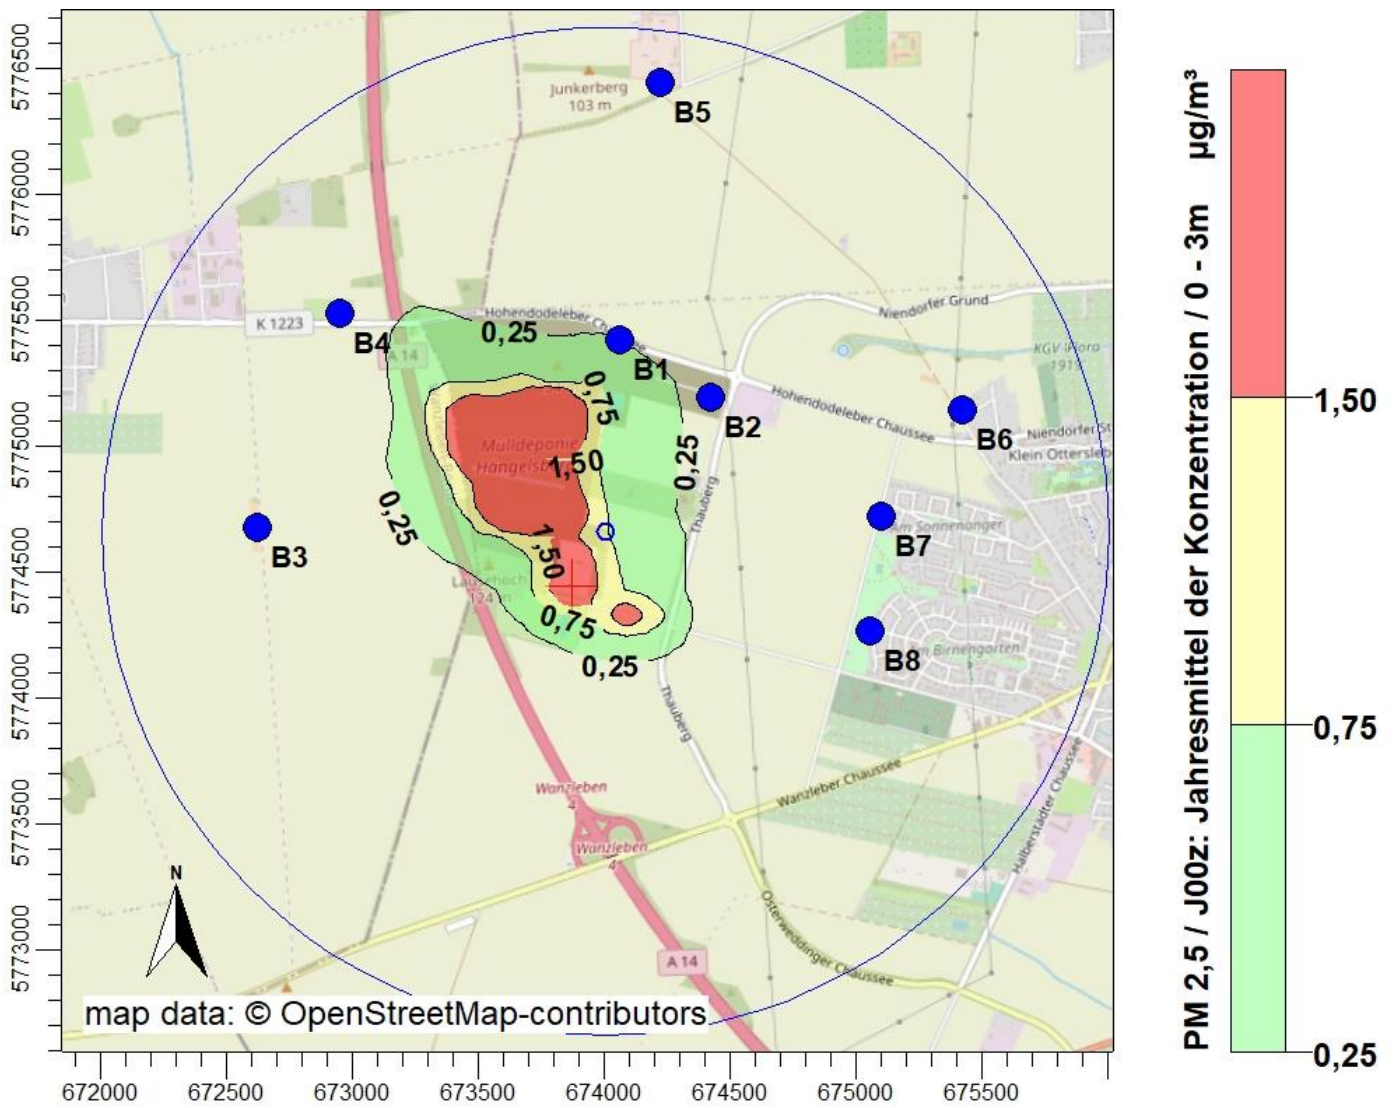 5776500
5776000
5775500
5775000
5774500
5774000
5773500
5773000
Junkerberg
103 m
B5
K 1223
B4
A 14
Hohendodeleber
0,25
B1
B2
Niendorfer Grund
KGV
1919
Hohendodeleber Chaussee
B6
Niendorfer St
Klein Ottersleb
0,75
Mülldeponie
Hängelsb
1,50
0,25
0,25
Thauberg
B3
Am Sonnenanger
B7
1,50
124 m
0,75
0,25
B8
Am Birnengarten
Thauberg
Wanzleben
4
Wanzleben
4
Wanzleber Chaussee
Halberstädter Chaussee
Osterweddinger Chaussee
A 14
N
map data: © OpenStreetMap-contributors
672000 672500 673000 673500 674000 674500 675000 675500
PM 2,5 / J00z: Jahresmittel der Konzentration / 0 - 3m µg/m³
1,50
0,75
0,25